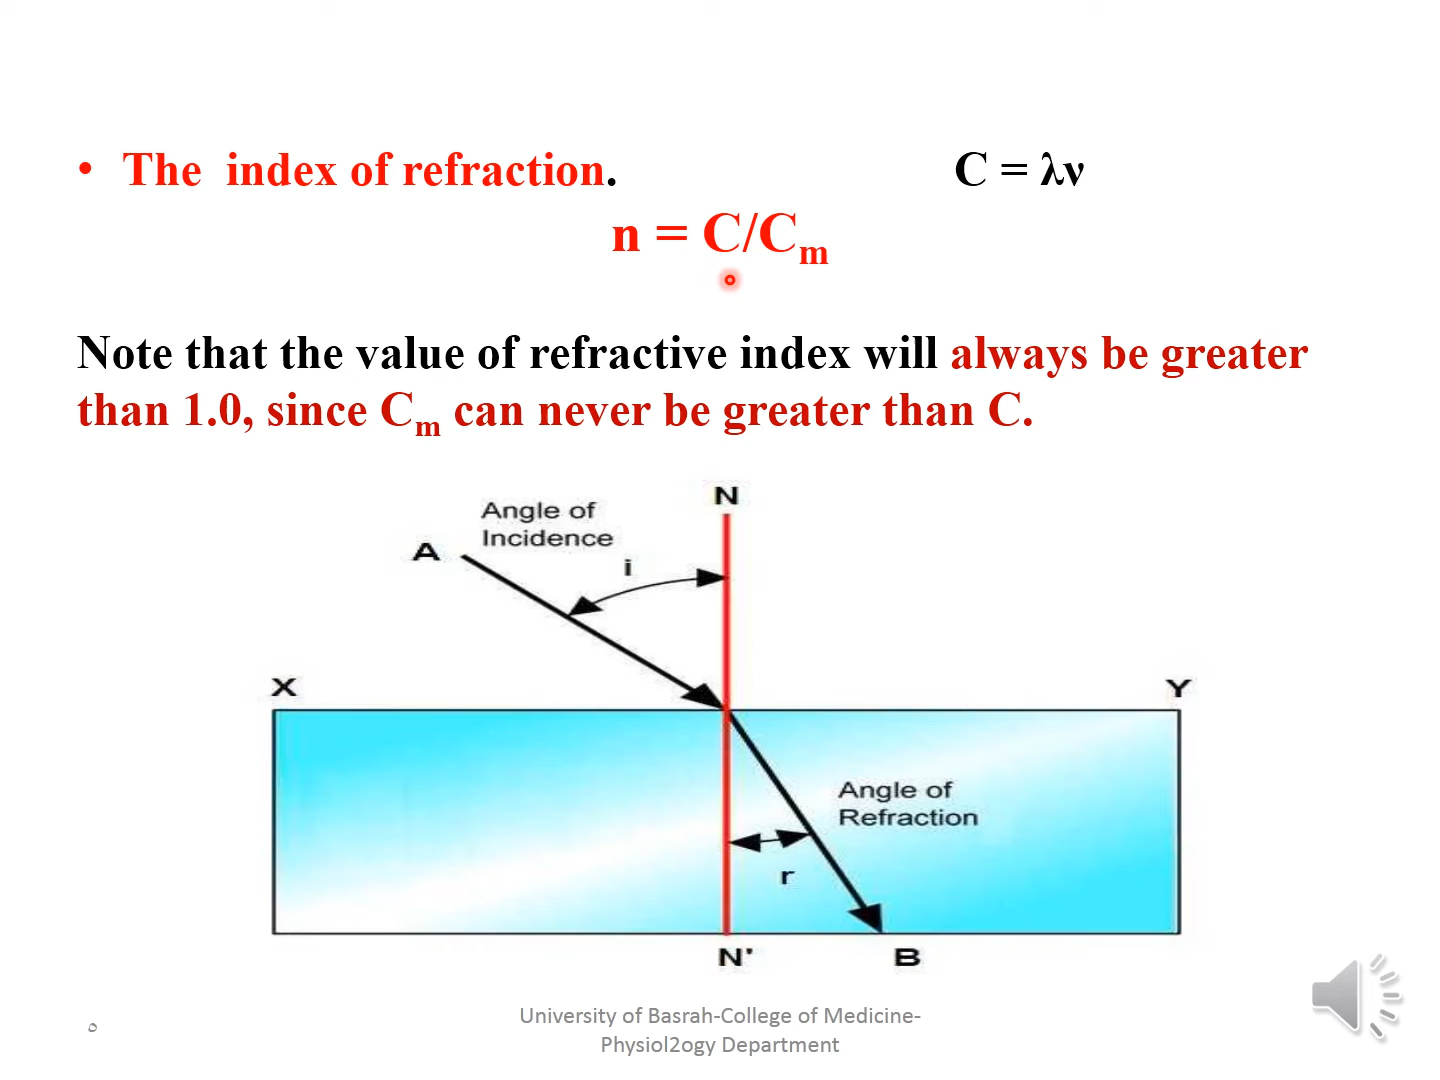 • The index of refraction. C = λν
n = C/Cm
Note that the value of refractive index will always be greater
than 1.0, since Cm can never be greater than C.
N
Angle of
Incidence
A
i
X
Y
Angle of
Refraction
r
N'
B
University of Basrah-College of Medicine-
Physiol2ogy Department
٥